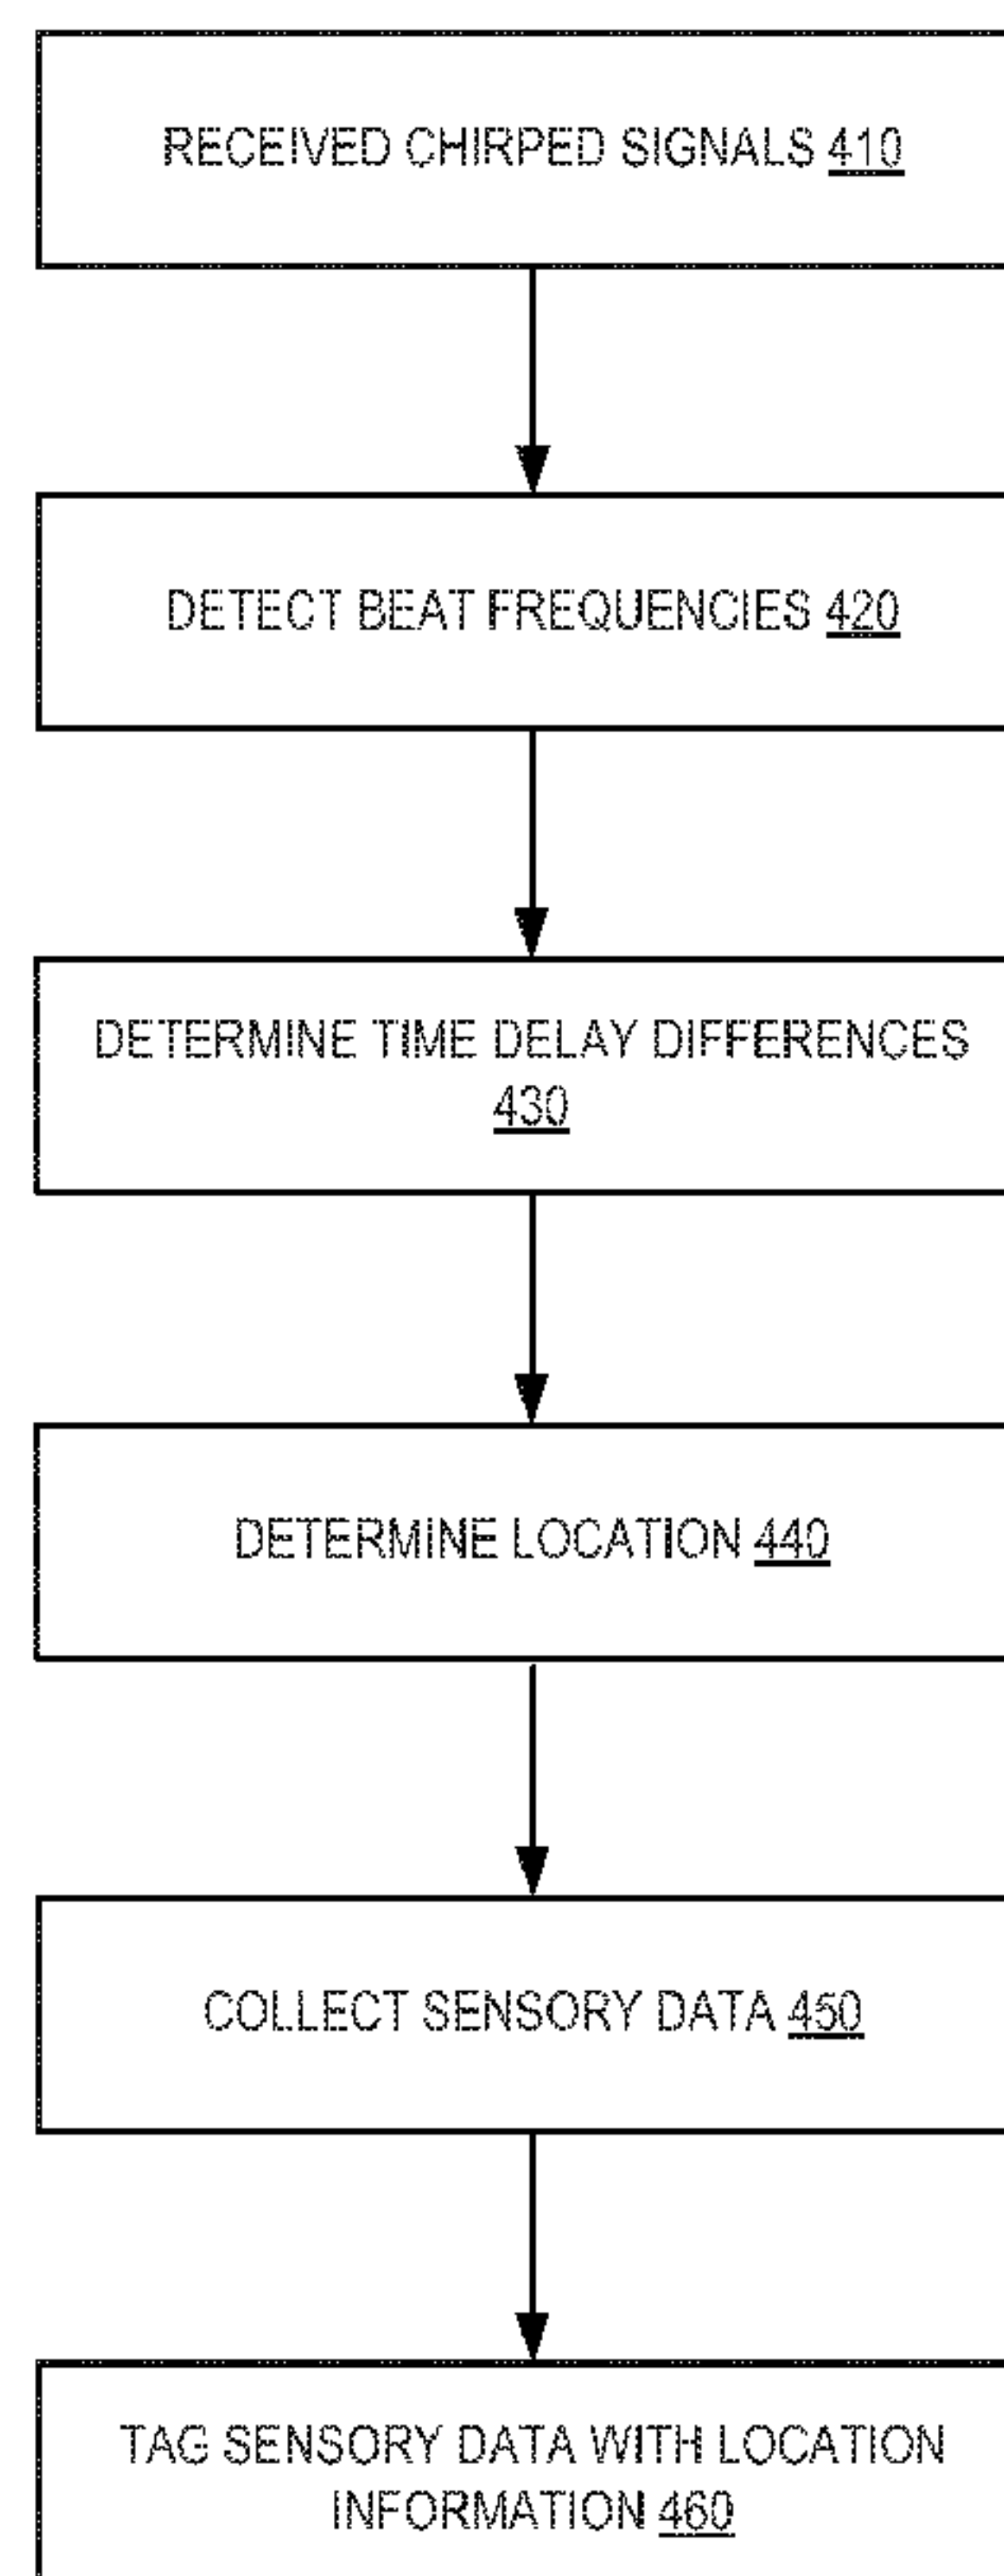 RECEIVED CHIRPED SIGNALS 410
DETECT BEAT FREQUENCIES 420
DETERMINE TIME DELAY DIFFERENCES
430
DETERMINE LOCATION 440
COLLECT SENSORY DATA 450
TAG SENSORY DATA WITH LOCATION
INFORMATION 460